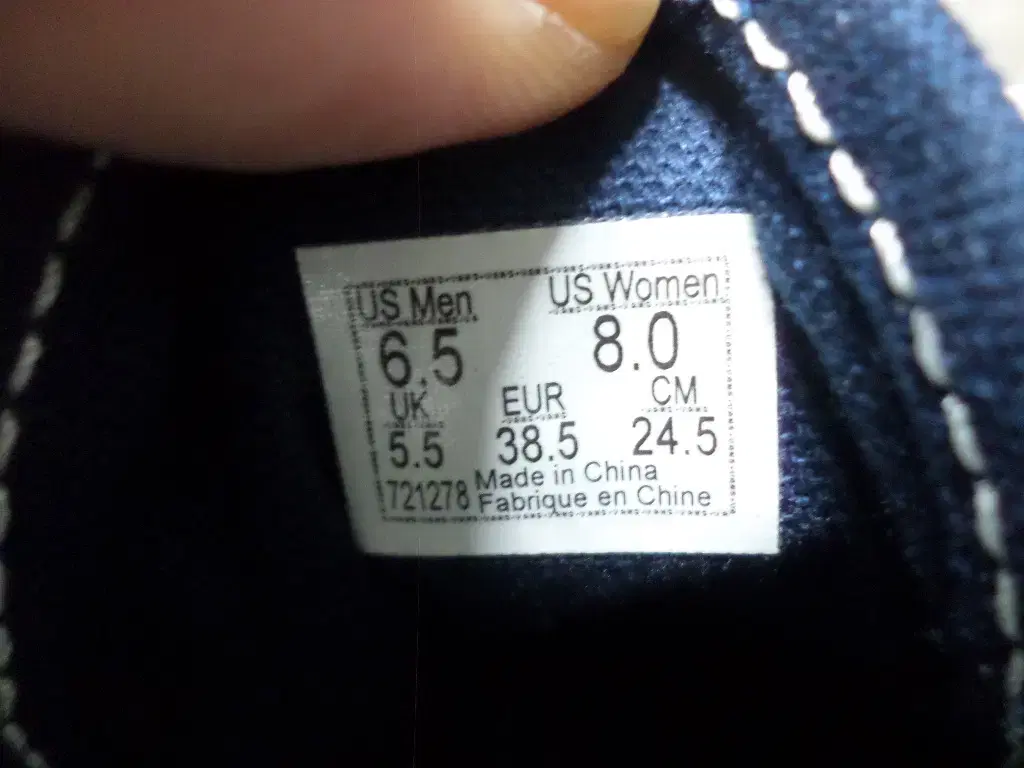 US Men US Women
6.5 8.0
UK EUR CM
5.5 38.5 24.5
721278 Made in China
Fabrique en Chine